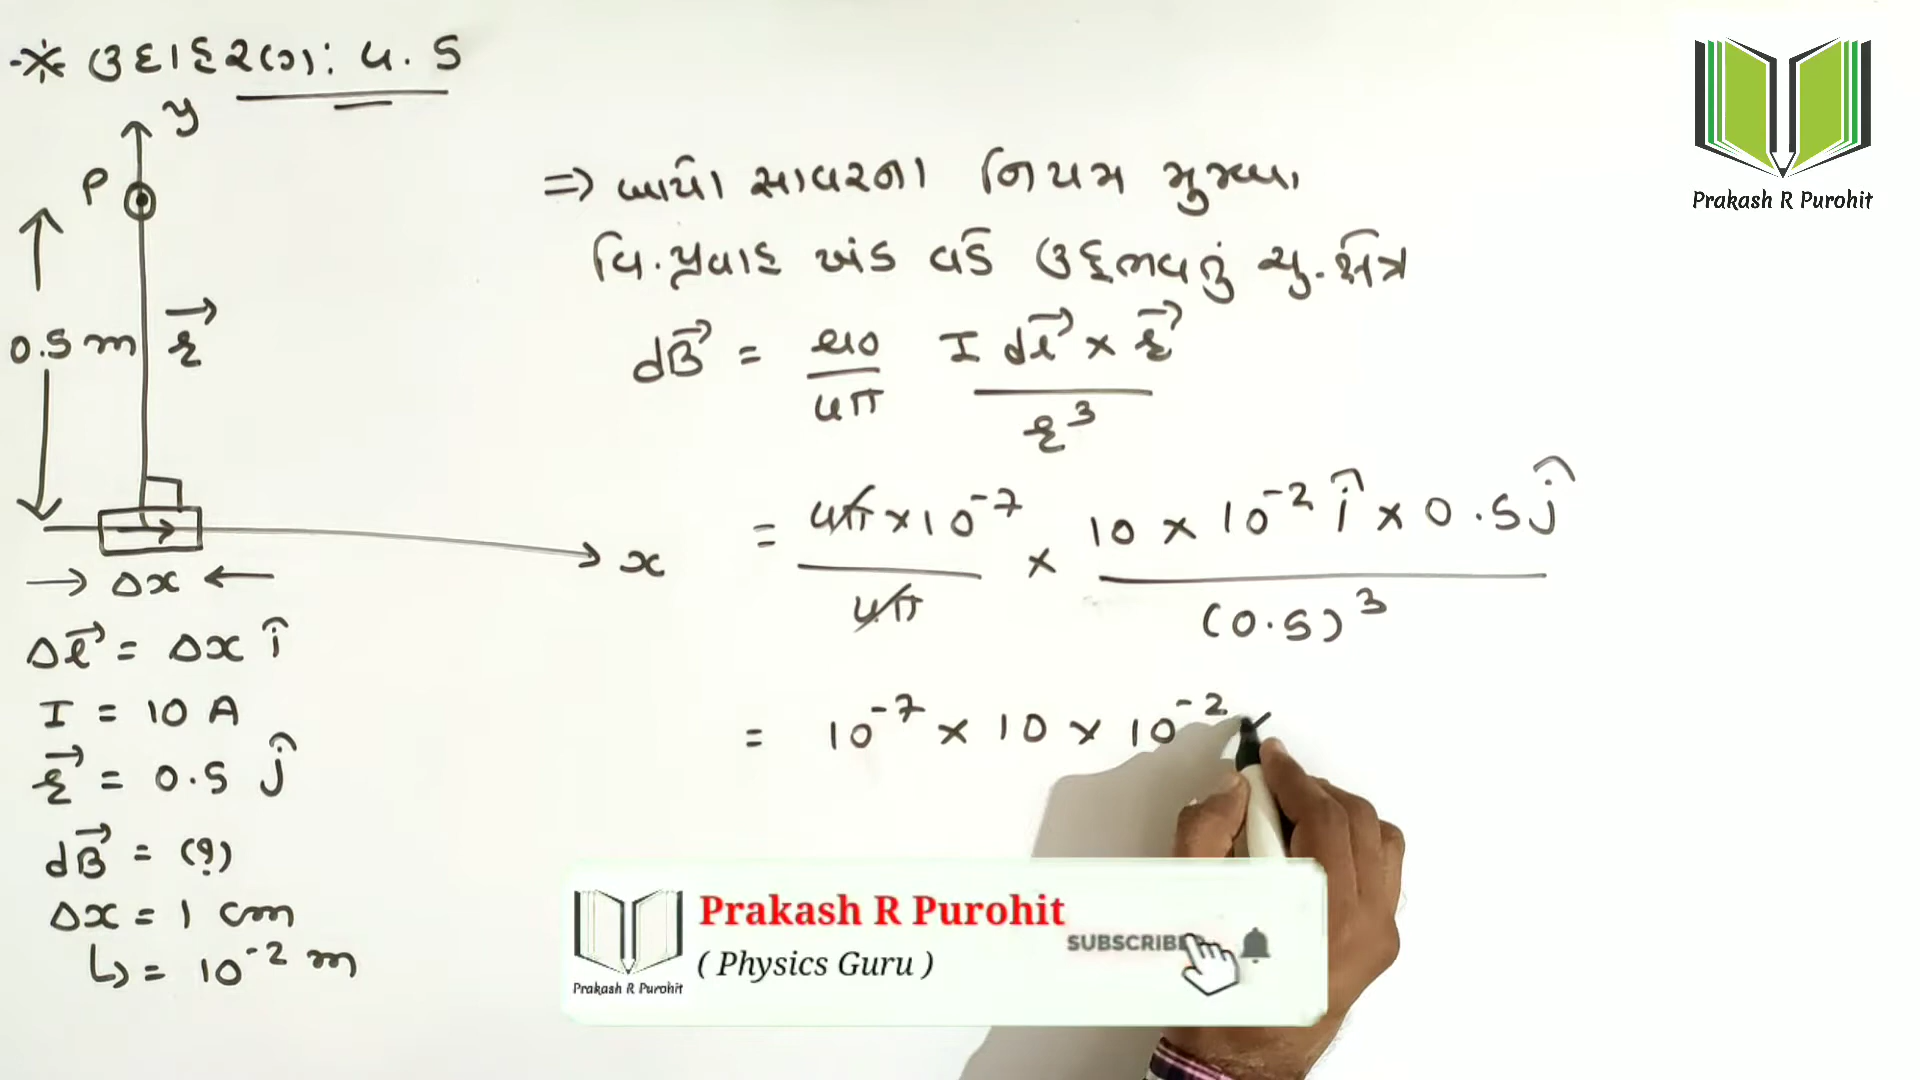 -※ ઉદાહરણ: ૫.૬
y
P
0.5 m
r⃗
x
→ Δx ←
Δl⃗ = Δx î
I = 10 A
r⃗ = 0.5 ĵ
dB⃗ = (?)
Δx = 1 cm
↳ = 10⁻² m
⇒ બાયો સાવરના નિયમ મુજબ,
વિ.પ્રવાહ ખંડ વડે ઉદ્ભવતું ચુ.ક્ષેત્ર
dB⃗ = μ₀/4π I dl⃗ × r⃗/r³
= 4π×10⁻⁷/4π × 10 × 10⁻² î × 0.5 ĵ/(0.5)³
= 10⁻⁷ × 10 × 10⁻² ×
Prakash R Purohit
Prakash R Purohit
( Physics Guru )
SUBSCRIBE
Prakash R Purohit